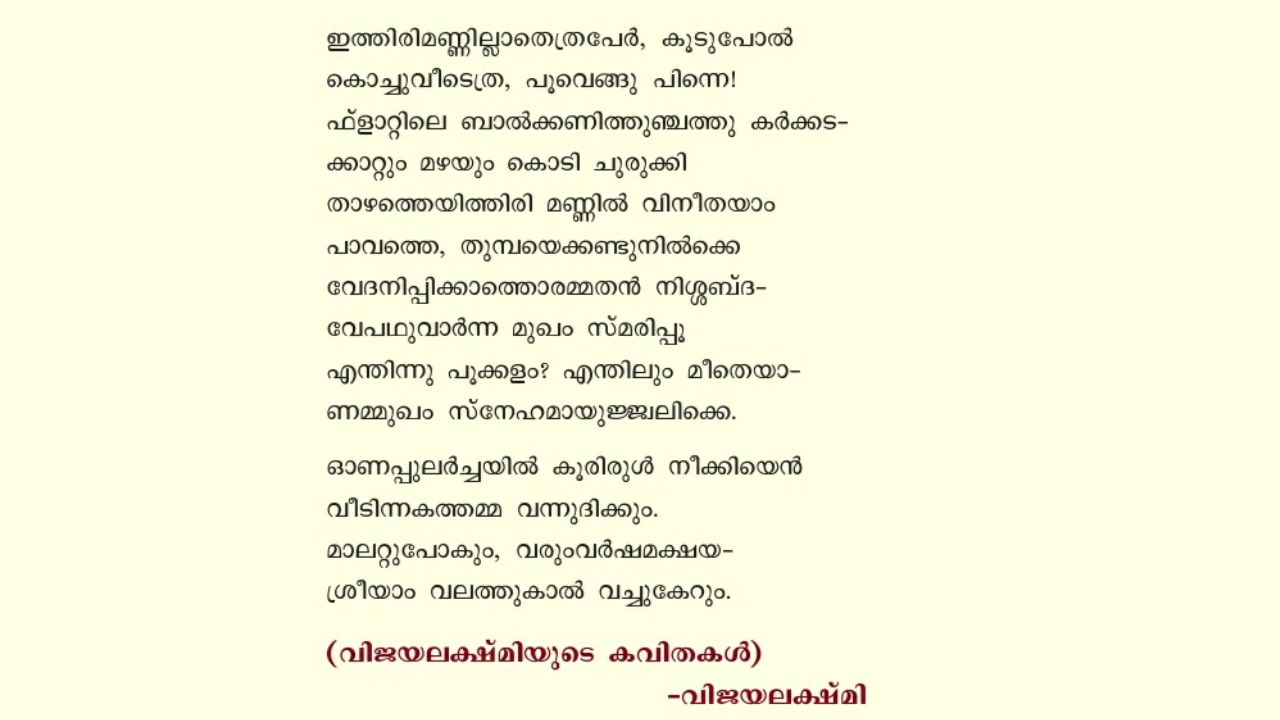 ഇത്തിരിമണ്ണില്ലാതെത്രപേർ, കൂടുപോൽ
കൊച്ചുവീടെത്ര, പൂവെങ്ങു പിന്നെ!
ഫ്ളാറ്റിലെ ബാൽക്കണിത്തുഞ്ചത്തു കർക്കട-
ക്കാറ്റും മഴയും കൊടി ചുരുക്കി
താഴത്തെയിത്തിരി മണ്ണിൽ വിനീതയാം
പാവത്തെ, തുമ്പയെക്കണ്ടുനിൽക്കെ
വേദനിപ്പിക്കാത്തൊരമ്മതൻ നിശ്ശബ്ദ-
വേപഥുവാർന്ന മുഖം സ്മരിപ്പൂ
എന്തിന്നു പൂക്കളം? എന്തിലും മീതെയാ-
ണമ്മുഖം സ്നേഹമായുജ്ജ്വലിക്കെ.
ഓണപ്പുലർച്ചയിൽ കൂരിരുൾ നീക്കിയെൻ
വീടിന്നകത്തമ്മ വന്നുദിക്കും.
മാലറ്റുപോകും, വരുംവർഷമക്ഷയ-
ശ്രീയാം വലത്തുകാൽ വച്ചുകേറും.
(വിജയലക്ഷ്മിയുടെ കവിതകൾ)
-വിജയലക്ഷ്മി